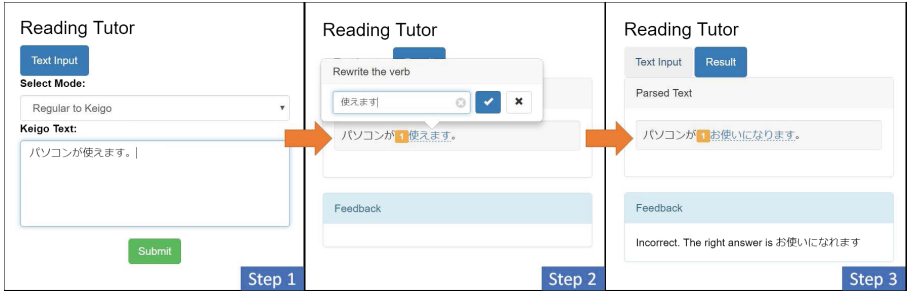 Reading Tutor
Text Input
Select Mode:
Regular to Keigo
Keigo Text:
パソコンが使えます。
Submit
Step 1
Reading Tutor
Rewrite the verb
使えます
パソコンが1使えます。
Feedback
Step 2
Reading Tutor
Text Input Result
Parsed Text
パソコンが1お使いになります。
Feedback
Incorrect. The right answer is お使いになれます
Step 3